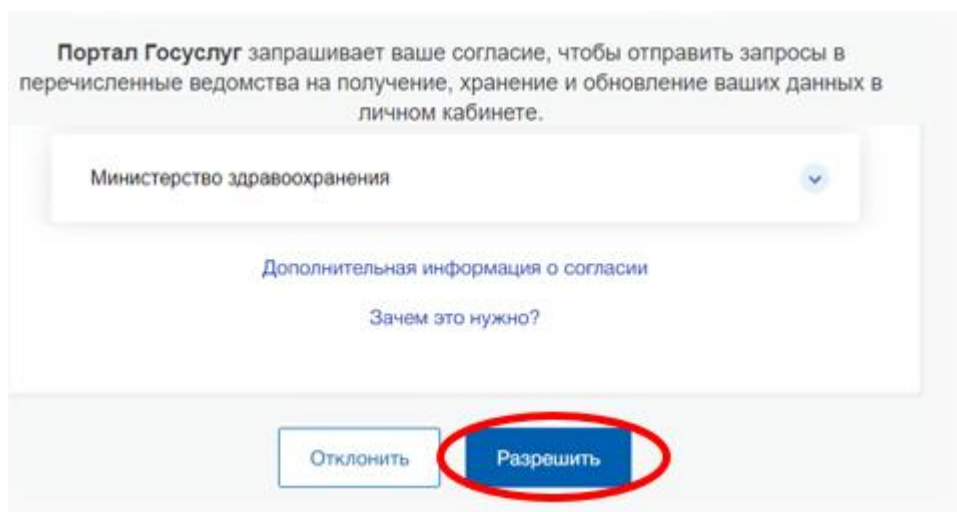 Портал Госуслуг запрашивает ваше согласие, чтобы отправить запросы в
перечисленные ведомства на получение, хранение и обновление ваших данных в
личном кабинете.
Министерство здравоохранения
Дополнительная информация о согласии
Зачем это нужно?
Отклонить
Разрешить